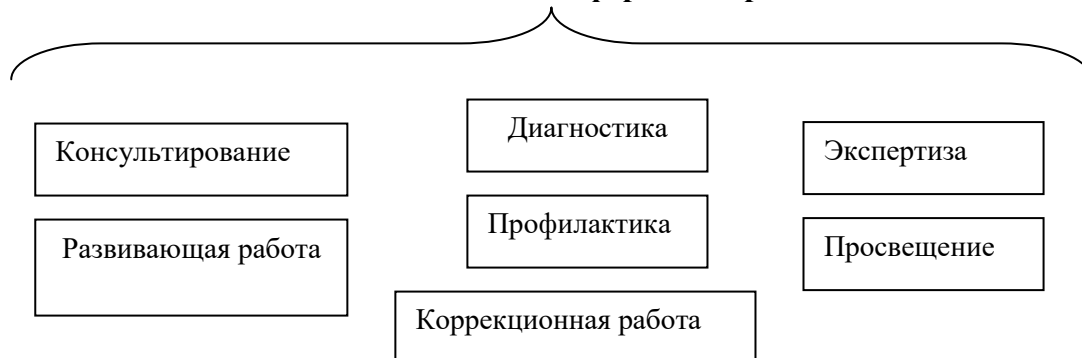 Диагностика
Консультирование
Экспертиза
Профилактика
Развивающая работа
Просвещение
Коррекционная работа